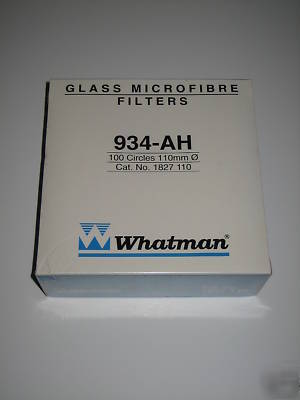 GLASS MICROFIBRE
FILTERS
934-AH
100 Circles 110mm Ø
Cat. No. 1827 110
Whatman®